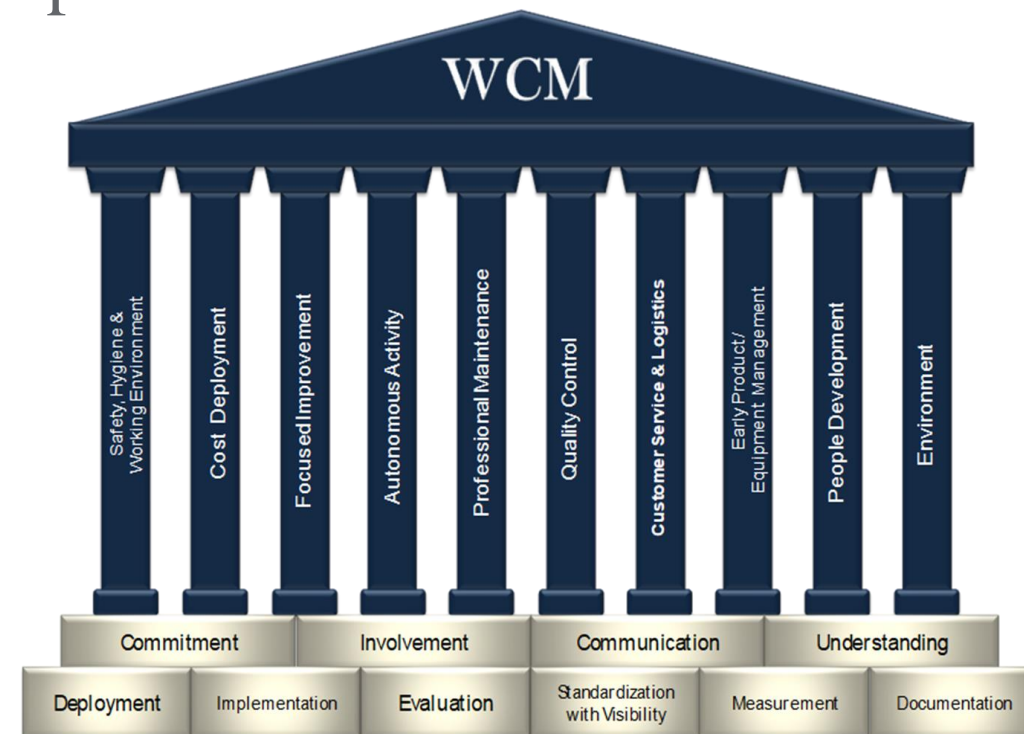 WCM
Safety, Hygiene &
Working Environment
Cost Deployment
Focused Improvement
Autonomous Activity
Professional Maintenance
Quality Control
Customer Service & Logistics
Early Product/
Equipment Management
People Development
Environment
Commitment
Involvement
Communication
Understanding
Deployment
Implementation
Evaluation
Standardization
with Visibility
Measurement
Documentation